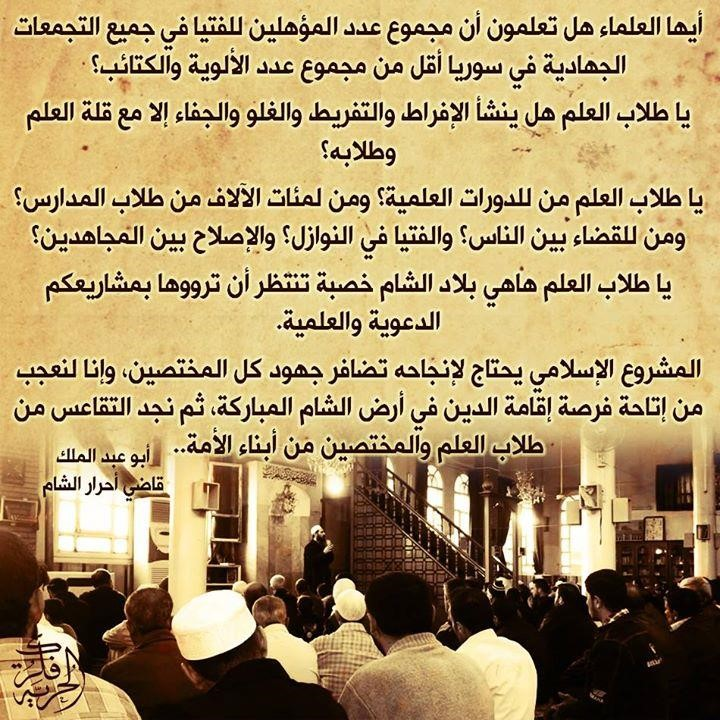 أيها العلماء هل تعلمون أن مجموع عدد المؤهلين للفتيا في جميع التجمعات
الجهادية في سوريا أقل من مجموع عدد الألوية والكتائب؟
يا طلاب العلم هل ينشأ الإفراط والتفريط والغلو والجفاء إلا مع قلة العلم
وطلابه؟
يا طلاب العلم من للدورات العلمية؟ ومن لمئات الآلاف من طلاب المدارس؟
ومن للقضاء بين الناس؟ والفتيا في النوازل؟ والإصلاح بين المجاهدين؟
يا طلاب العلم هاهي بلاد الشام خصبة تنتظر أن ترووها بمشاريعكم
الدعوية والعلمية.
المشروع الإسلامي يحتاج لإنجاحه تضافر جهود كل المختصين، وإنا لنعجب
من إتاحة فرصة إقامة الدين في أرض الشام المباركة، ثم نجد التقاعس من
طلاب العلم والمختصين من أبناء الأمة..
أبو عبد الملك
قاضي أحرار الشام
فكرة
الحرية